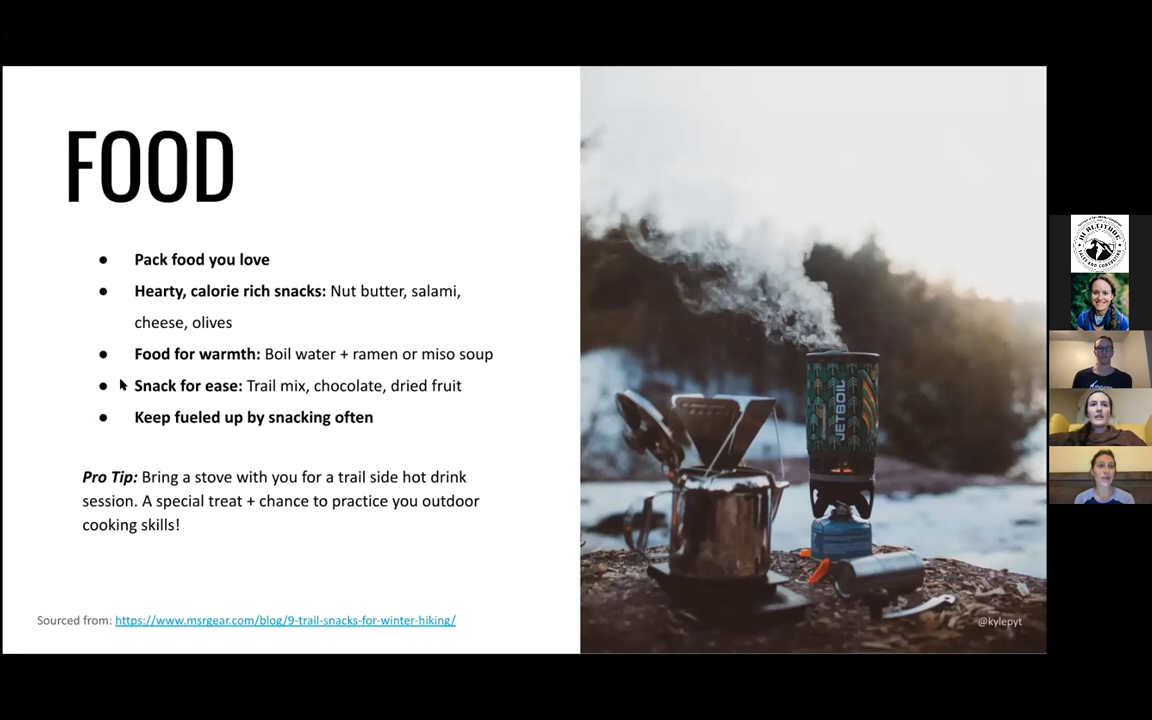 FOOD
● Pack food you love
● Hearty, calorie rich snacks: Nut butter, salami,
cheese, olives
● Food for warmth: Boil water + ramen or miso soup
● Snack for ease: Trail mix, chocolate, dried fruit
● Keep fueled up by snacking often
Pro Tip: Bring a stove with you for a trail side hot drink
session. A special treat + chance to practice you outdoor
cooking skills!
Sourced from: https://www.msrgear.com/blog/9-trail-snacks-for-winter-hiking/
JETBOIL
@kylepyt
ALTITUDE